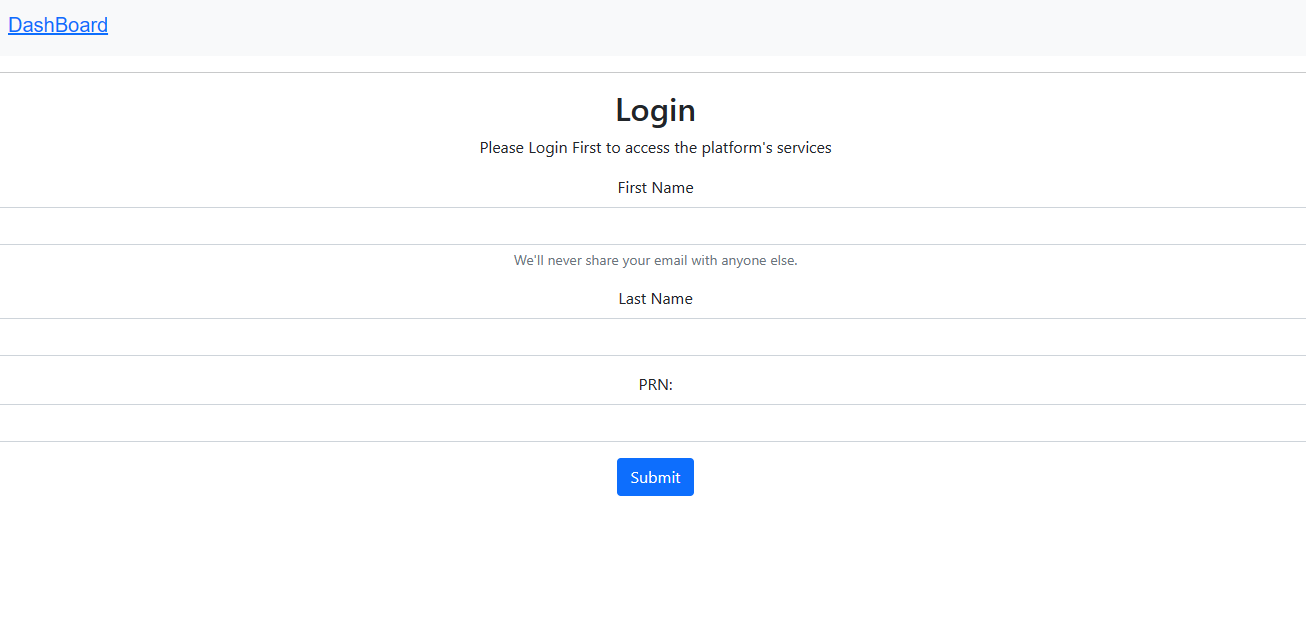 DashBoard
Login
Please Login First to access the platform's services
First Name
We'll never share your email with anyone else.
Last Name
PRN:
Submit